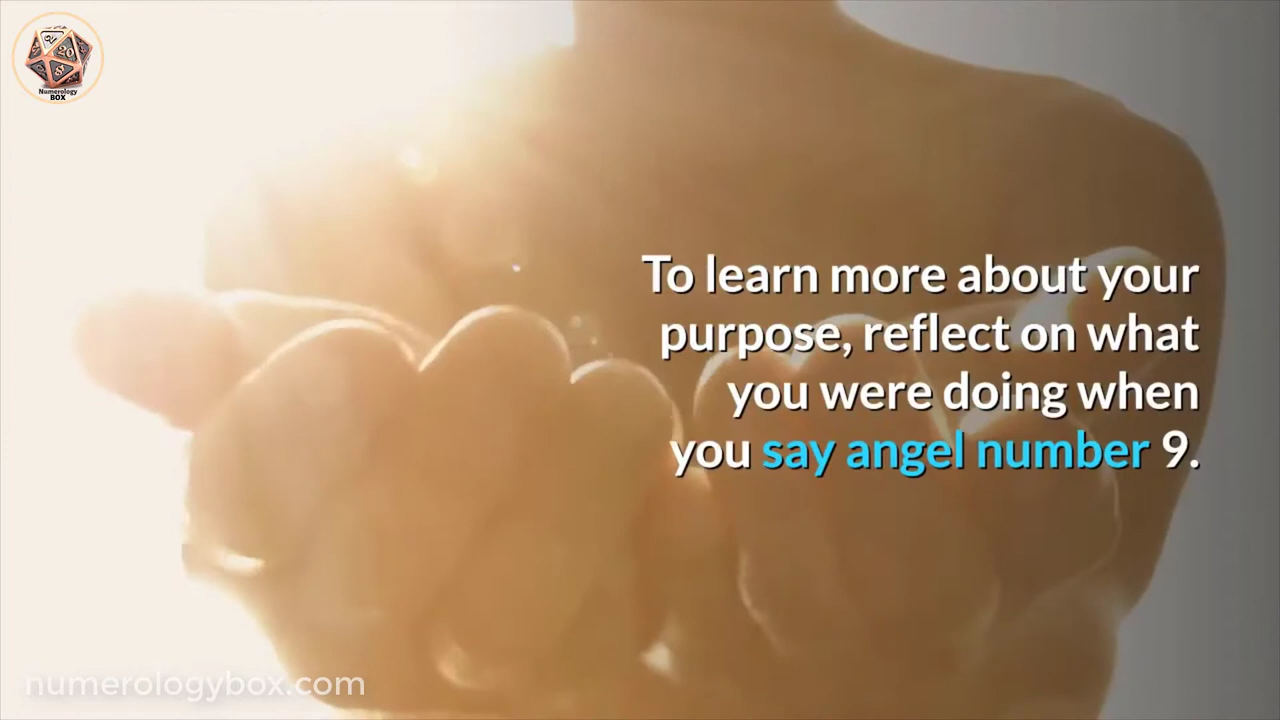 Numerology
BOX
20
To learn more about your
purpose, reflect on what
you were doing when
you say angel number 9.
numerologybox.com